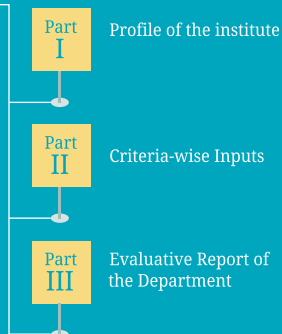 Part
I
Profile of the institute
Part
II
Criteria-wise Inputs
Part
III
Evaluative Report of
the Department